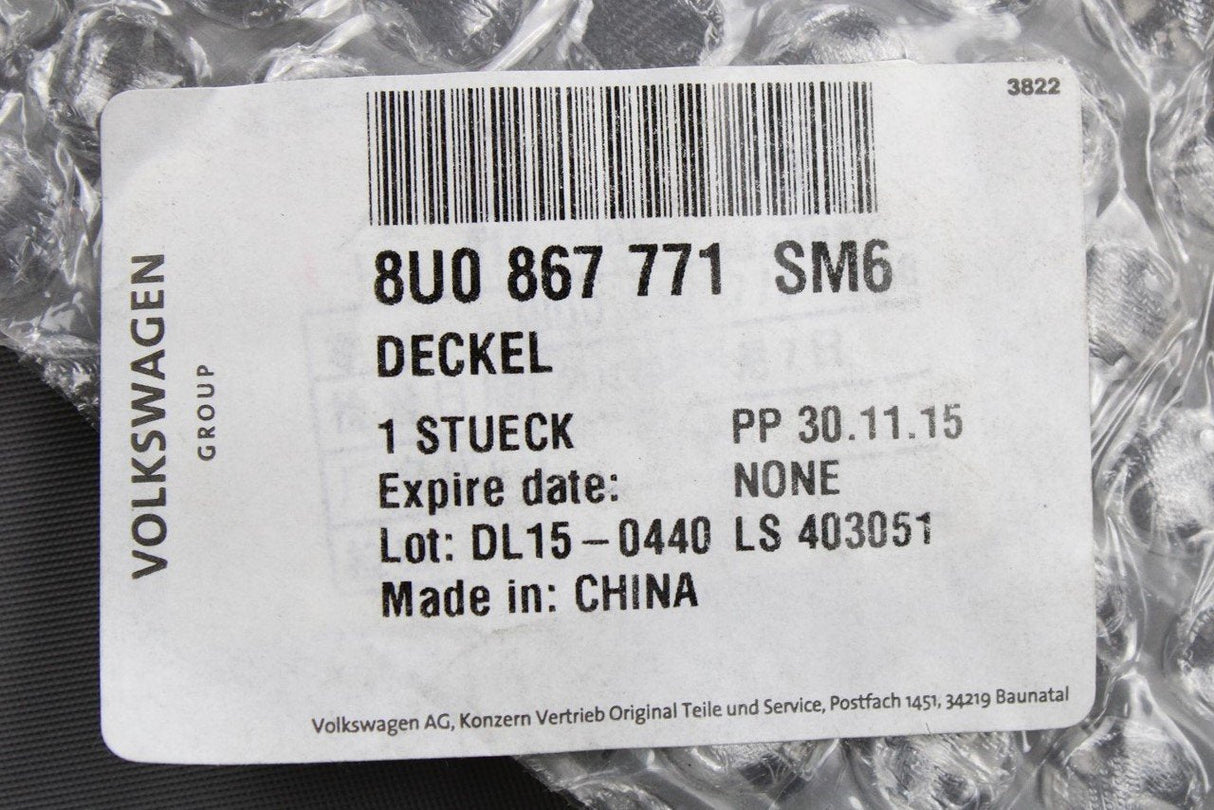 3822
8U0 867 771 SM6
DECKEL
1 STUECK PP 30.11.15
Expire date: NONE
Lot: DL15-0440 LS 403051
Made in: CHINA
VOLKSWAGEN
GROUP
Volkswagen AG, Konzern Vertrieb Original Teile und Service, Postfach 1451, 34219 Baunatal